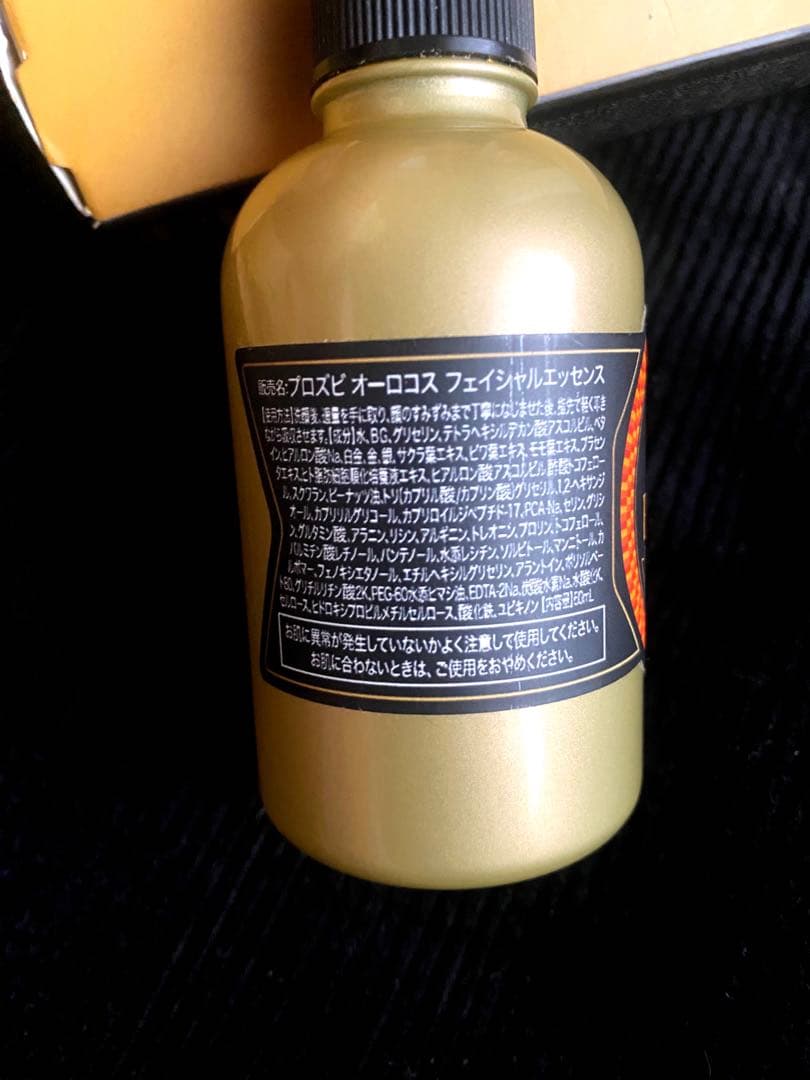 販売名:プロズビ オーロコス フェイシャルエッセンス
【使用方法】洗顔後、適量を手に取り、顔のすみずみまで丁寧になじませた後、指先で軽く叩き
ながら吸収させます。【成分】水、BG、グリセリン、テトラヘキシルデカン酸アスコルビル、ベタ
イン、ヒアルロン酸Na、白金、金、銀、サクラ葉エキス、ビワ葉エキス、モモ葉エキス、プラセン
タエキス、ヒト脂肪細胞順化培養液エキス、ヒアルロン酸アスコルビル、酢酸トコフェロー
ル、スクワラン、ピーナッツ油、トリ(カプリル酸/カプリン酸)グリセリル、1,2-ヘキサンジ
オール、カプリリルグリコール、カプロイルジペプチド-17、PCA-Na、セリン、グリシ
ン、グルタミン酸、アラニン、リシン、アルギニン、トレオニン、プロリン、トコフェロール、
パルミチン酸レチノール、パンテノール、水添レシチン、ソルビトール、マンニトール、カ
ルボマー、フェノキシエタノール、エチルヘキシルグリセリン、アラントイン、ポリソルベー
ト80、グリチルリチン酸2K、PEG-60水添ヒマシ油、EDTA-2Na、炭酸水素Na、水酸化K、
セルロース、ヒドロキシプロピルメチルセルロース、酸化鉄、ユビキノン【内容量】60mL
お肌に異常が発生していないかよく注意して使用してください。
お肌に合わないときは、ご使用をおやめください。